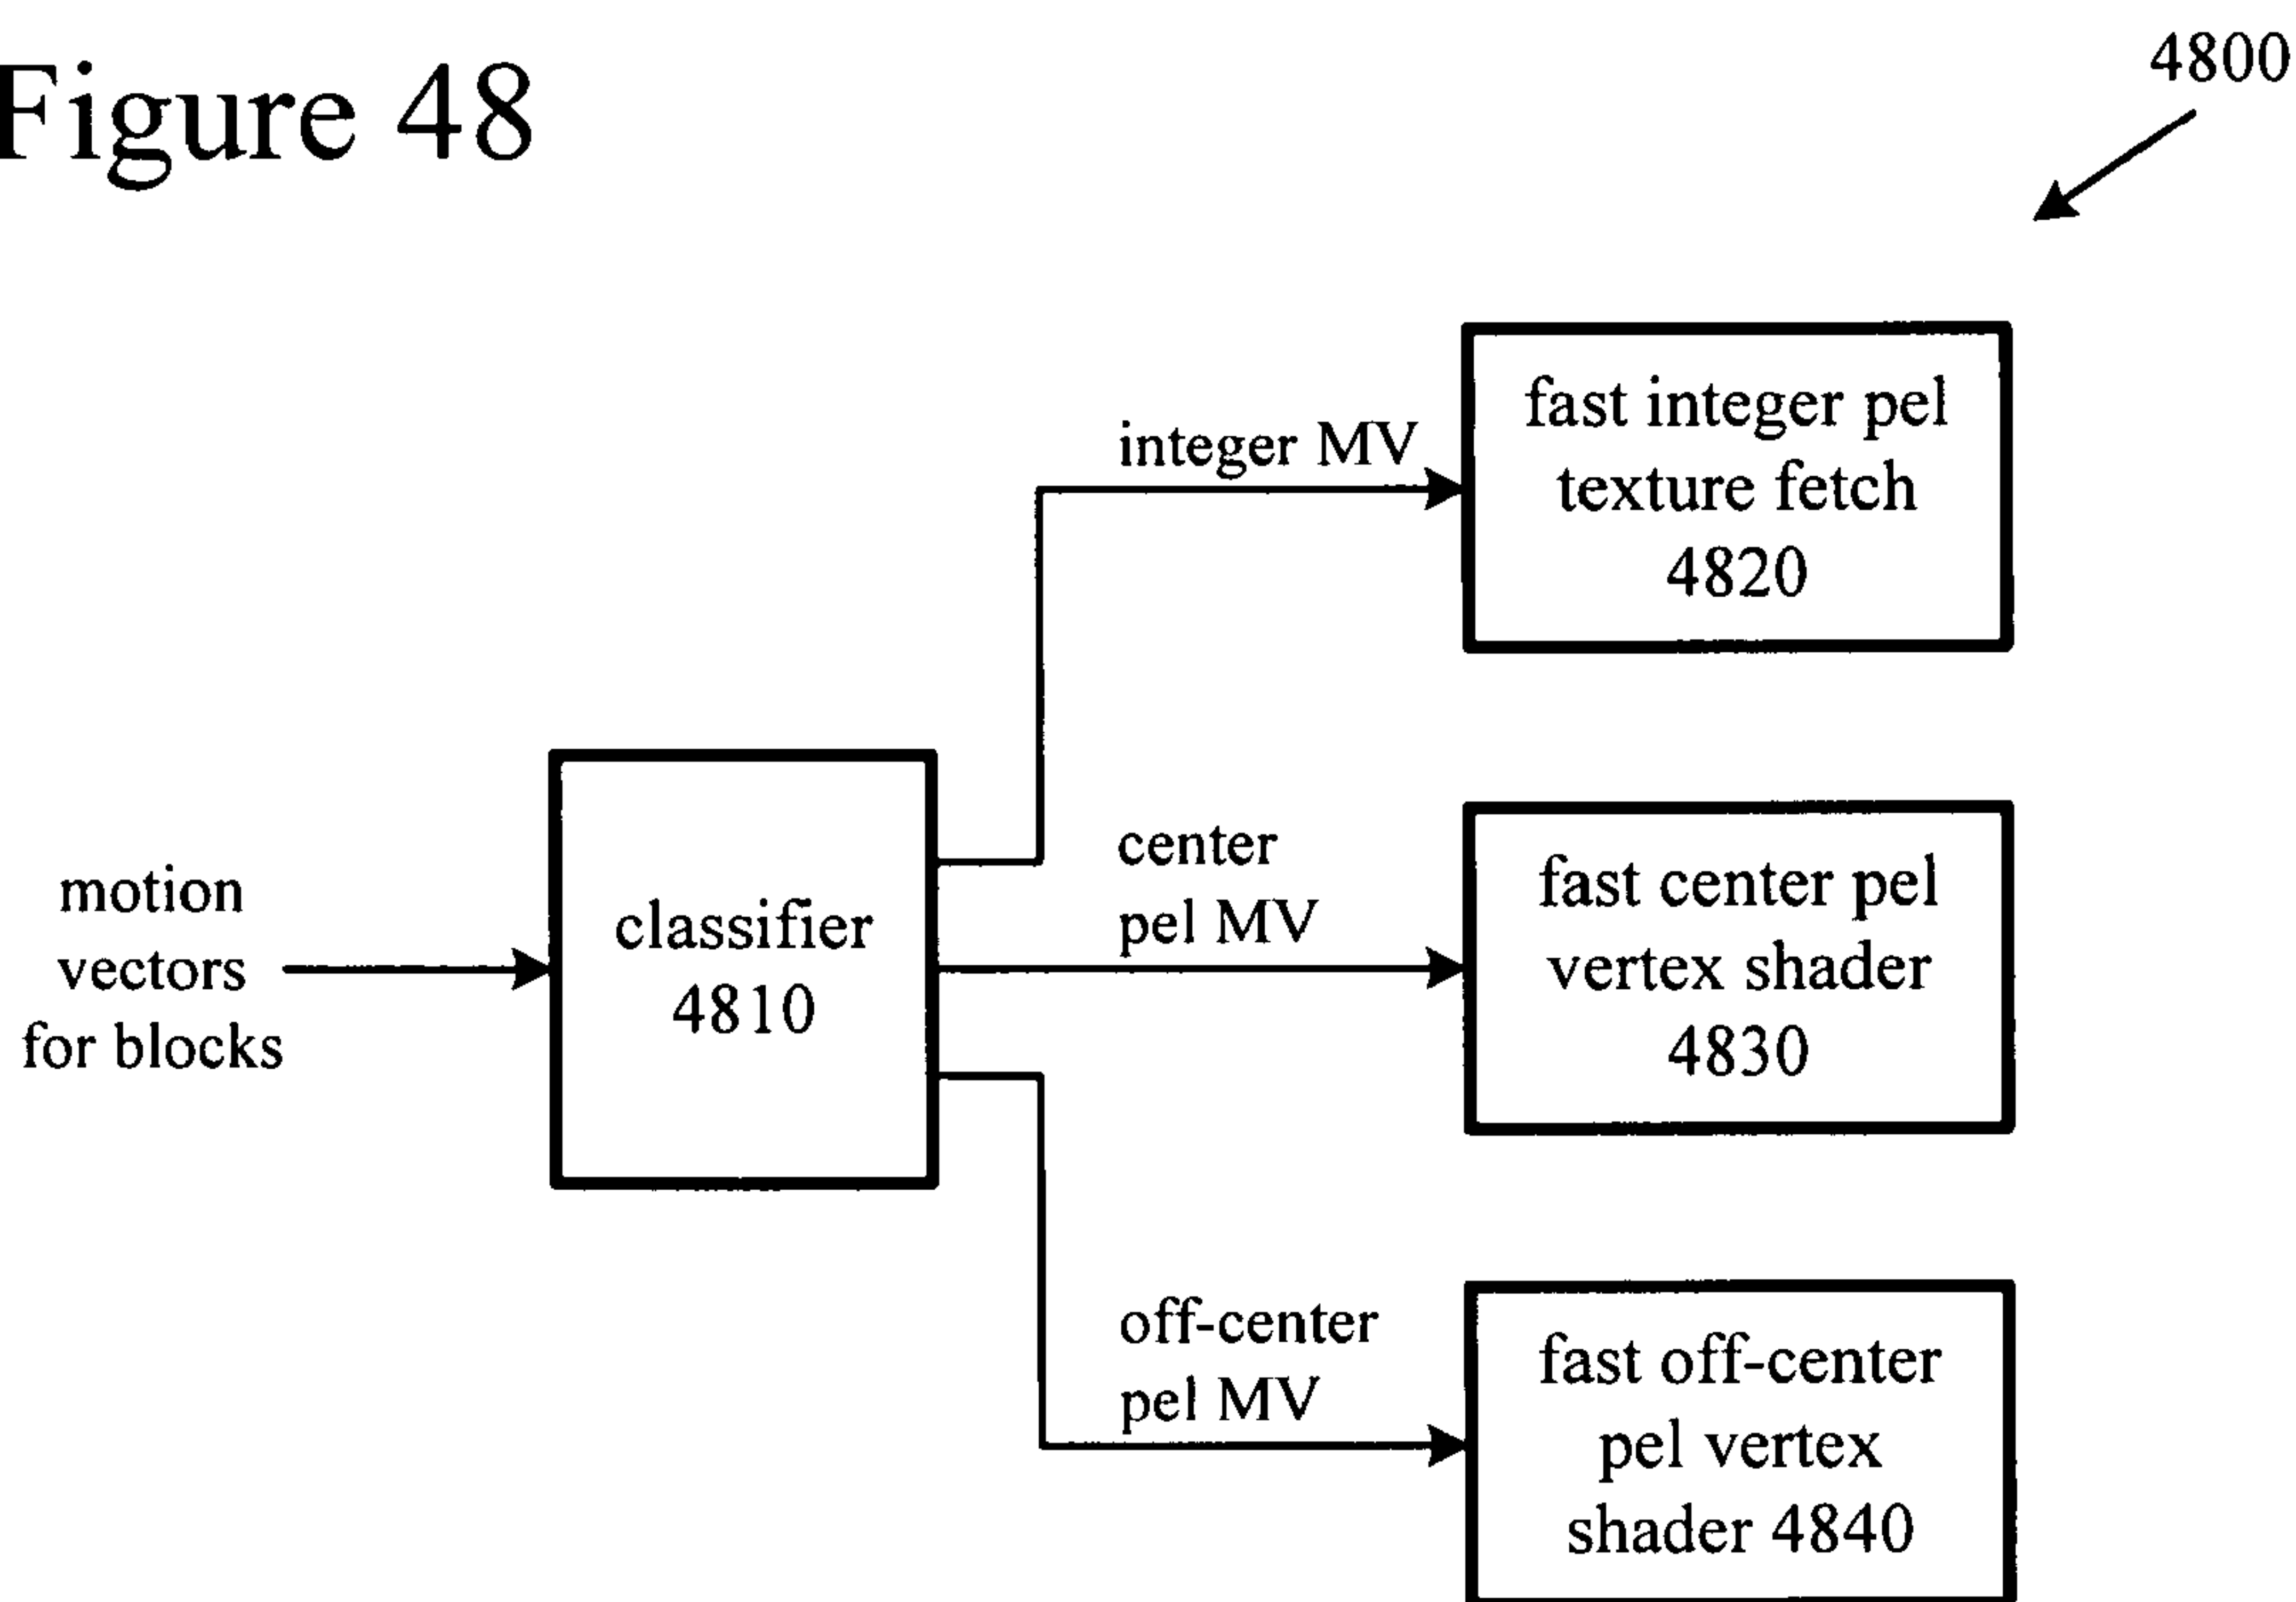 Figure 48
4800
integer MV
fast integer pel
texture fetch
4820
motion
vectors
for blocks
classifier
4810
center
pel MV
fast center pel
vertex shader
4830
off-center
pel MV
fast off-center
pel vertex
shader 4840